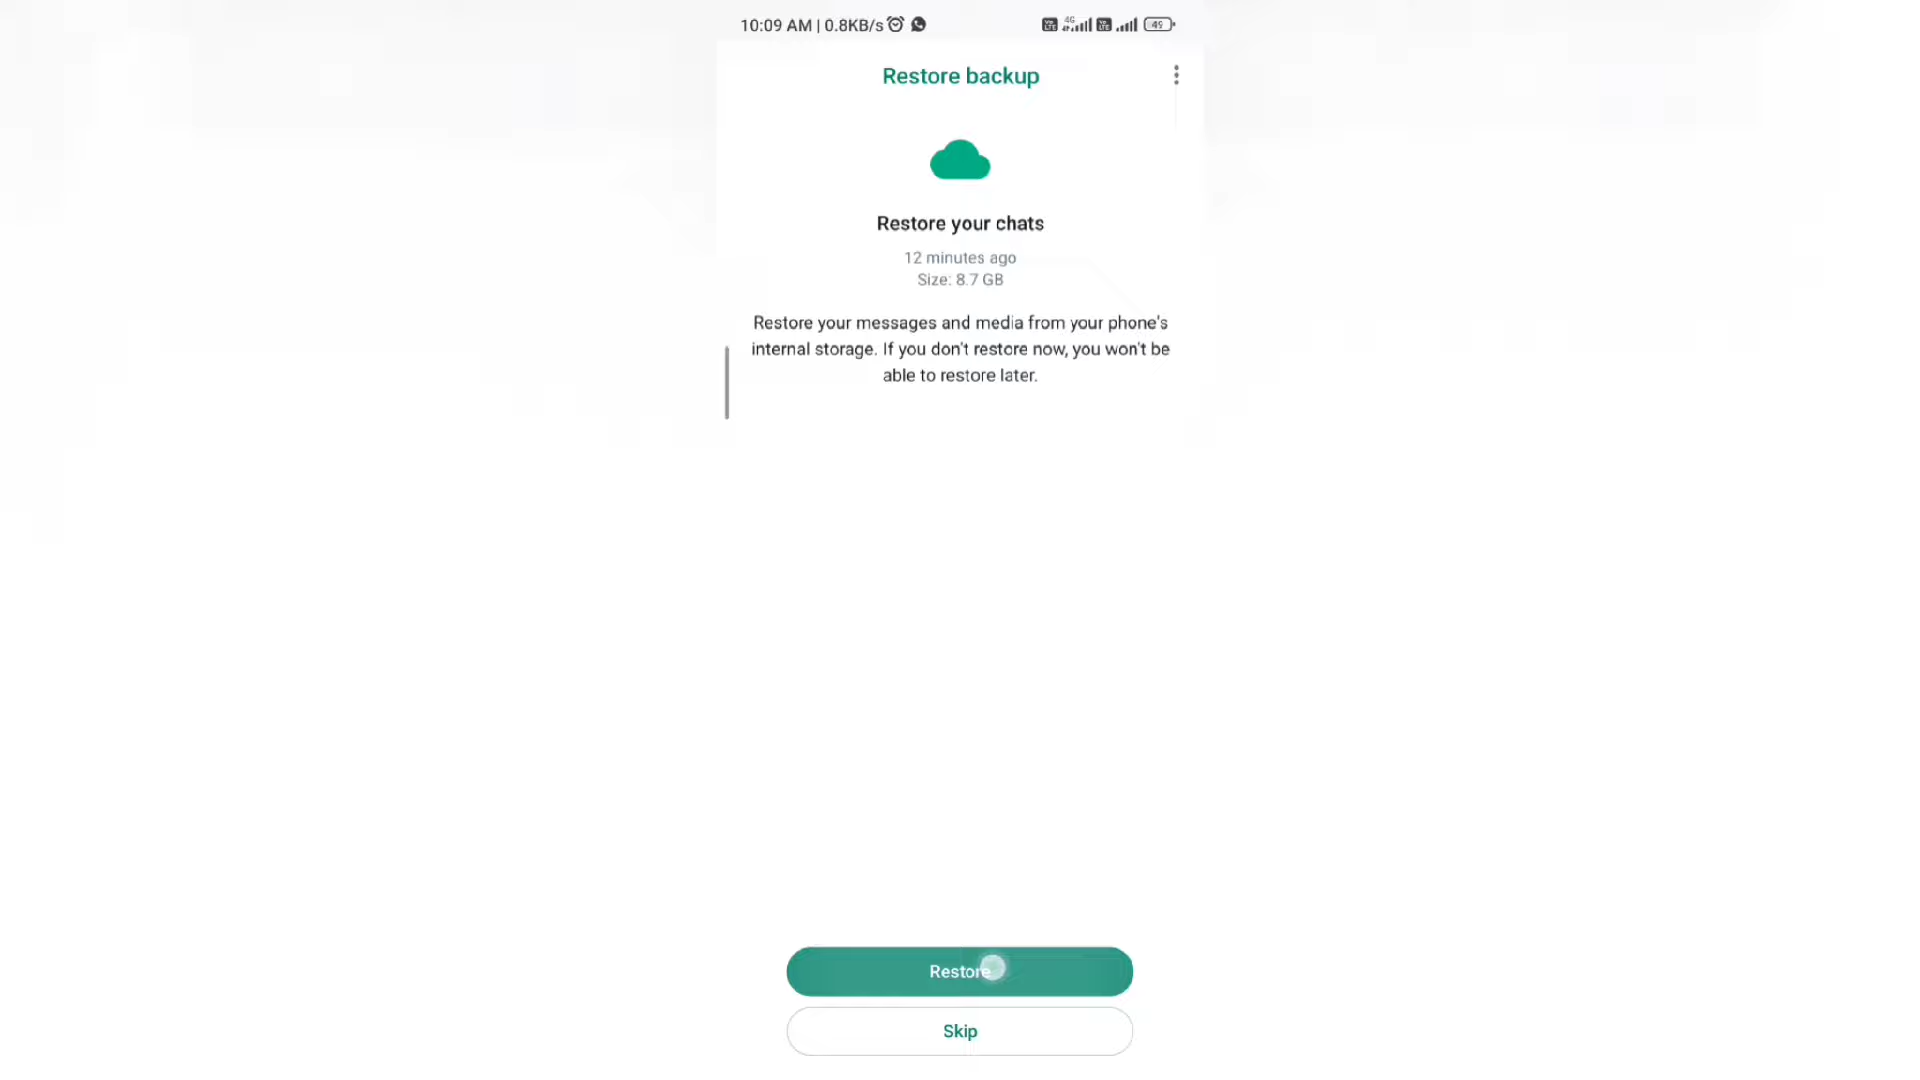 10:09 AM | 0.8KB/s 4G 49
Restore backup
Restore your chats
12 minutes ago
Size: 8.7 GB
Restore your messages and media from your phone's
internal storage. If you don't restore now, you won't be
able to restore later.
Restore
Skip